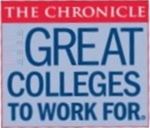 THE CHRONICLE
GREAT
COLLEGES
TO WORK FOR®